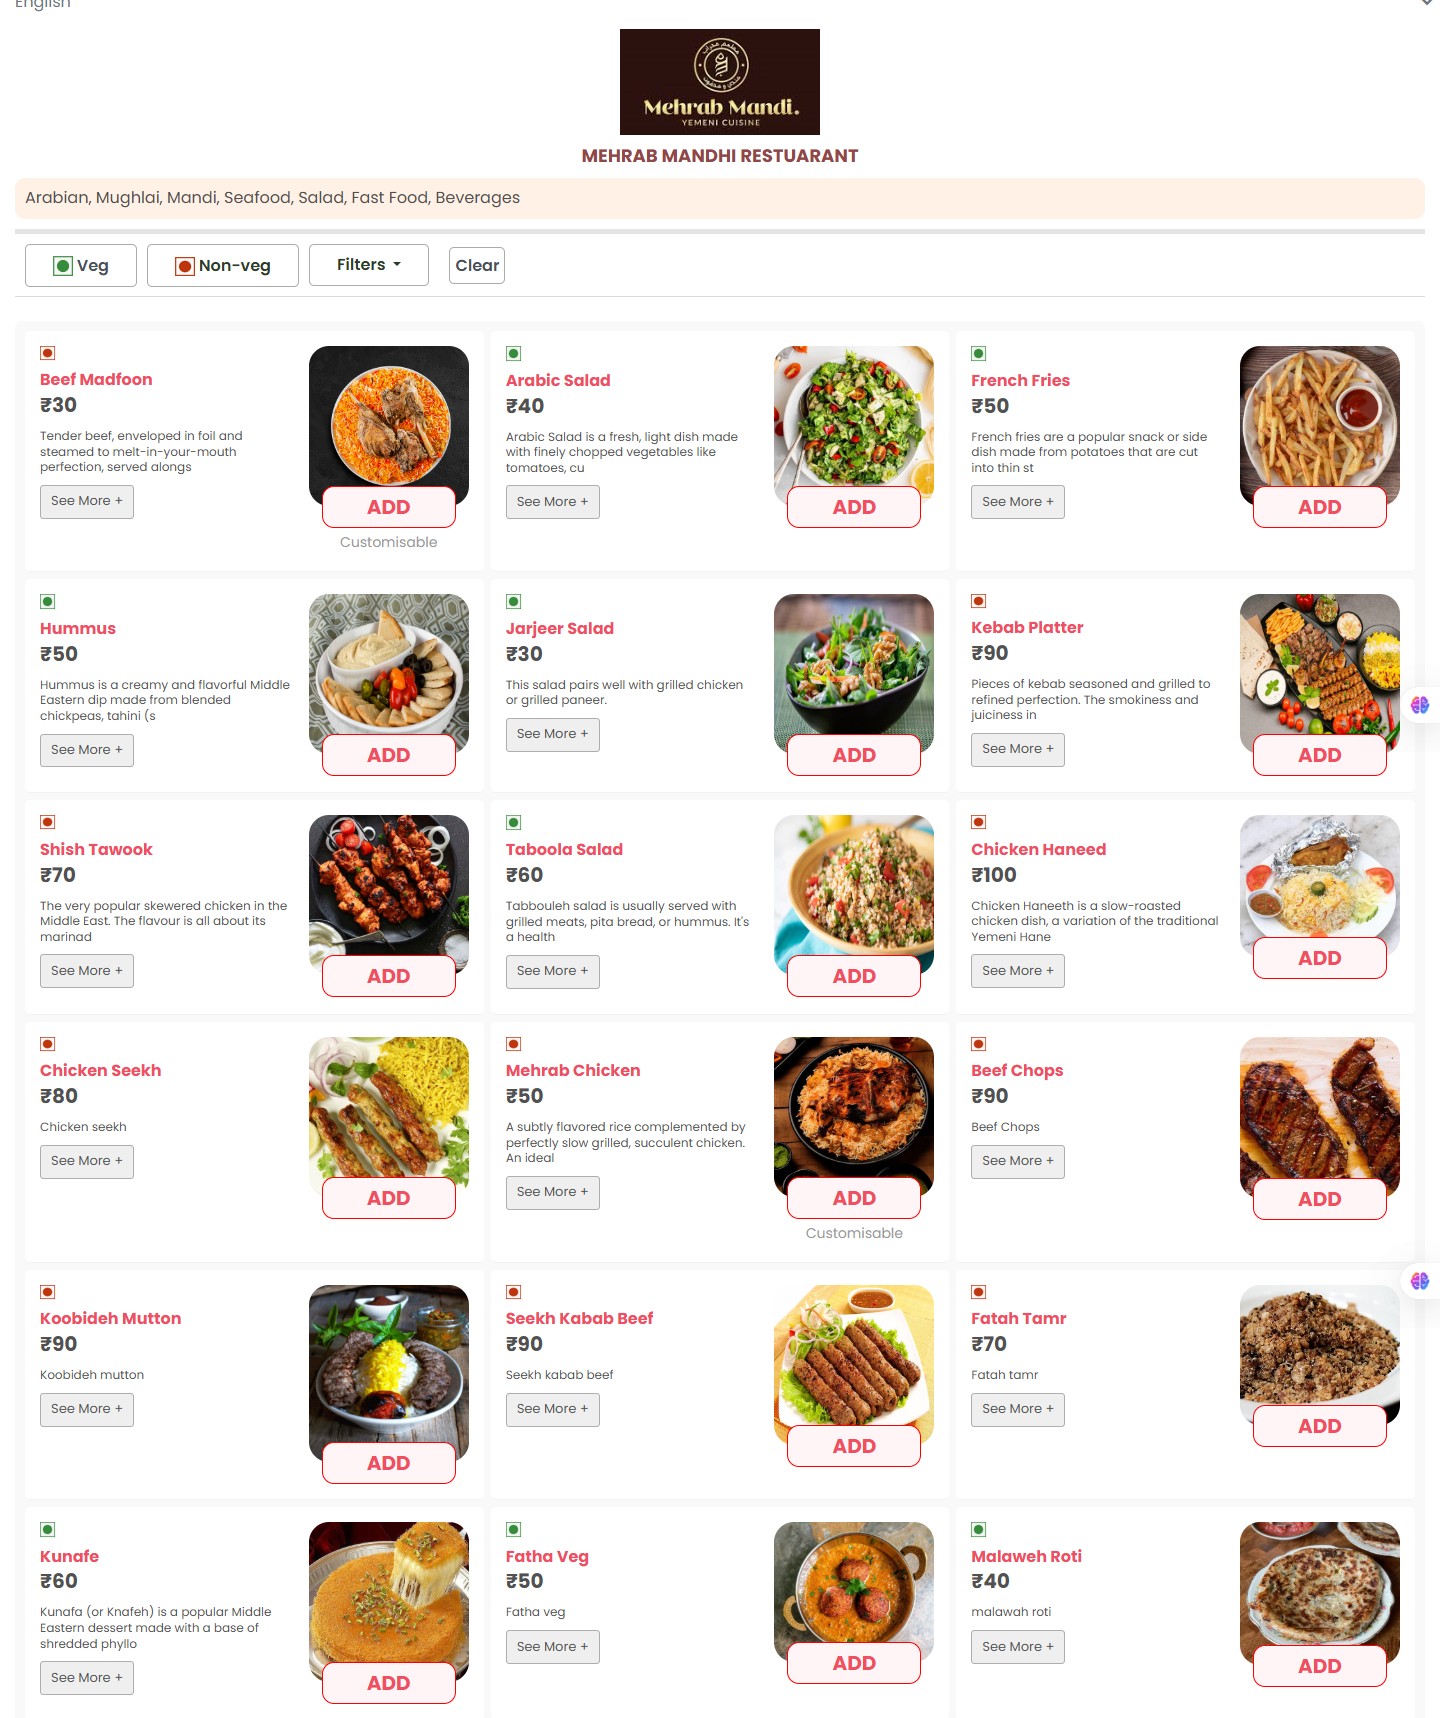 English
مطعم محراب
مندي و مدفون
Mehrab Mandi.
YEMENI CUISINE
MEHRAB MANDHI RESTUARANT
Arabian, Mughlai, Mandi, Seafood, Salad, Fast Food, Beverages
Veg
Non-veg
Filters
Clear
Beef Madfoon
₹30
Tender beef, enveloped in foil and
steamed to melt-in-your-mouth
perfection, served alongs
See More +
ADD
Customisable
Arabic Salad
₹40
Arabic Salad is a fresh, light dish made
with finely chopped vegetables like
tomatoes, cu
See More +
ADD
French Fries
₹50
French fries are a popular snack or side
dish made from potatoes that are cut
into thin st
See More +
ADD
Hummus
₹50
Hummus is a creamy and flavorful Middle
Eastern dip made from blended
chickpeas, tahini (s
See More +
ADD
Jarjeer Salad
₹30
This salad pairs well with grilled chicken
or grilled paneer.
See More +
ADD
Kebab Platter
₹90
Pieces of kebab seasoned and grilled to
refined perfection. The smokiness and
juiciness in
See More +
ADD
Shish Tawook
₹70
The very popular skewered chicken in the
Middle East. The flavour is all about its
marinad
See More +
ADD
Taboola Salad
₹60
Tabbouleh salad is usually served with
grilled meats, pita bread, or hummus. It's
a health
See More +
ADD
Chicken Haneed
₹100
Chicken Haneeth is a slow-roasted
chicken dish, a variation of the traditional
Yemeni Hane
See More +
ADD
Chicken Seekh
₹80
Chicken seekh
See More +
ADD
Mehrab Chicken
₹50
A subtly flavored rice complemented by
perfectly slow grilled, succulent chicken.
An ideal
See More +
ADD
Customisable
Beef Chops
₹90
Beef Chops
See More +
ADD
Koobideh Mutton
₹90
Koobideh mutton
See More +
ADD
Seekh Kabab Beef
₹90
Seekh kabab beef
See More +
ADD
Fatah Tamr
₹70
Fatah tamr
See More +
ADD
Kunafe
₹60
Kunafa (or Knafeh) is a popular Middle
Eastern dessert made with a base of
shredded phyllo
See More +
ADD
Fatha Veg
₹50
Fatha veg
See More +
ADD
Malaweh Roti
₹40
malawah roti
See More +
ADD